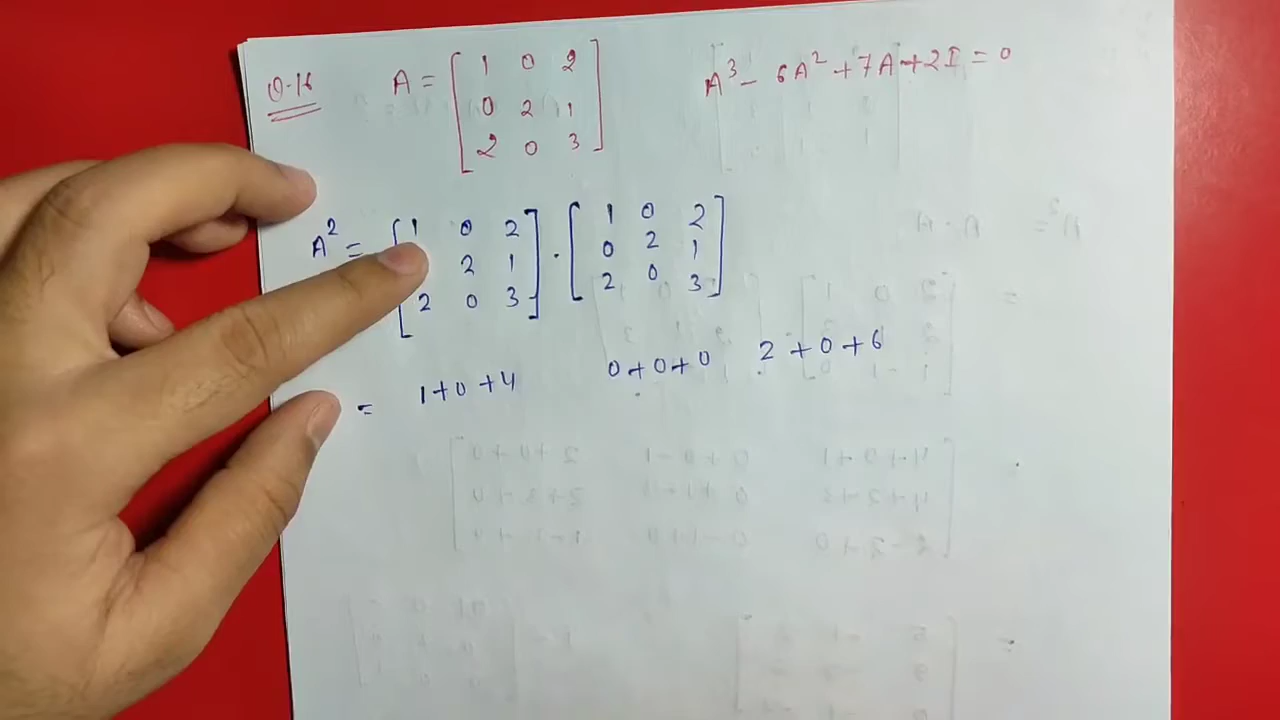 Q.16 A = [ 1 0 2 A³ - 6A² + 7A + 2I = 0
0 2 1
2 0 3 ]
A² = [ 1 0 2 ] . [ 1 0 2 ]
2 1 0 2 1
2 0 3 2 0 3
= 1+0+4 0+0+0 2+0+6